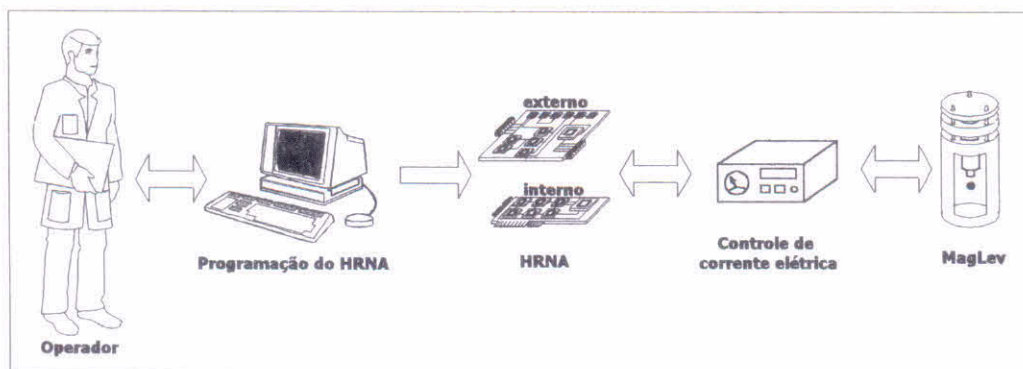 externo
interno
Programação do HRNA
HRNA
Controle de
corrente elétrica
MagLev
Operador